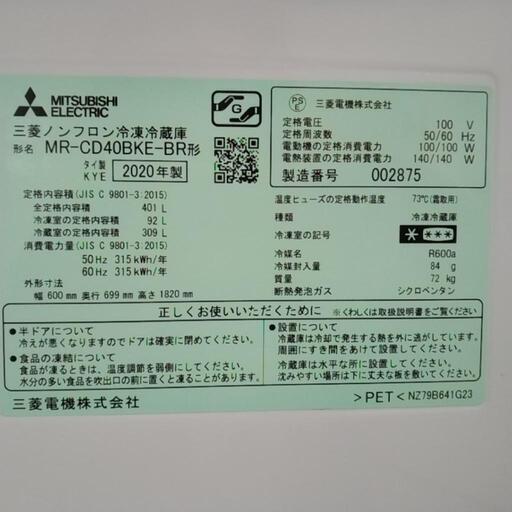 MITSUBISHI
ELECTRIC
G
三菱ノンフロン冷凍冷蔵庫
形名 MR-CD40BKE-BR形
タイ製
KYE
2020年製
定格内容積(JIS C 9801-3:2015)
全定格内容積 401 L
冷凍室の定格内容積 92 L
冷蔵室の定格内容積 309 L
消費電力量(JIS C 9801-3:2015)
50 Hz 315 kWh/年
60 Hz 315 kWh/年
外形寸法
幅 600 mm 奥行 699 mm 高さ 1820 mm
PS
E
三菱電機株式会社
定格電圧 100 V
定格周波数 50/60 Hz
電動機の定格消費電力 100/100 W
電熱装置の定格消費電力 140/140 W
製造番号 002875
温度ヒューズの定格動作温度 73℃(霜取用)
種類 冷凍冷蔵庫
冷凍室の記号
冷媒名 R600a
冷媒封入量 84 g
質量 72 kg
断熱発泡ガス シクロペンタン
正しくお使いいただくために ※くわしくは取扱説明書をご覧ください
●半ドアについて
冷えが悪くなりますのでドアは確実に閉めてください。
●食品の凍結について
食品が凍るときは、温度調節を弱側にしてください。
水分の多い食品を吹出口の前に置くと凍ることがあります。
●設置について
冷蔵庫は冷却で発生する熱を外に逃がしています。
周囲にすき間をあけて設置してください。
冷蔵庫は水平な所に設置してください。
沈みやすい場所は下に丈夫な板を敷いてください。
三菱電機株式会社
>PET< NZ79B641G23